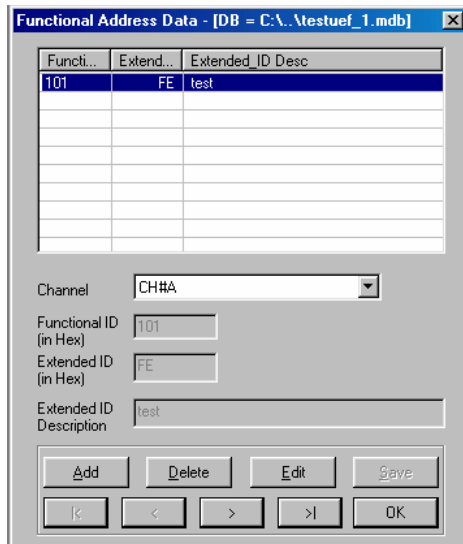 Functional Address Data - [DB = C:\..\testuef_1.mdb]
Functi... Extend... Extended_ID Desc
101 FE test
Channel CH#A
Functional ID (in Hex) 101
Extended ID (in Hex) FE
Extended ID Description test
Add Delete Edit Save
|< < > >| OK